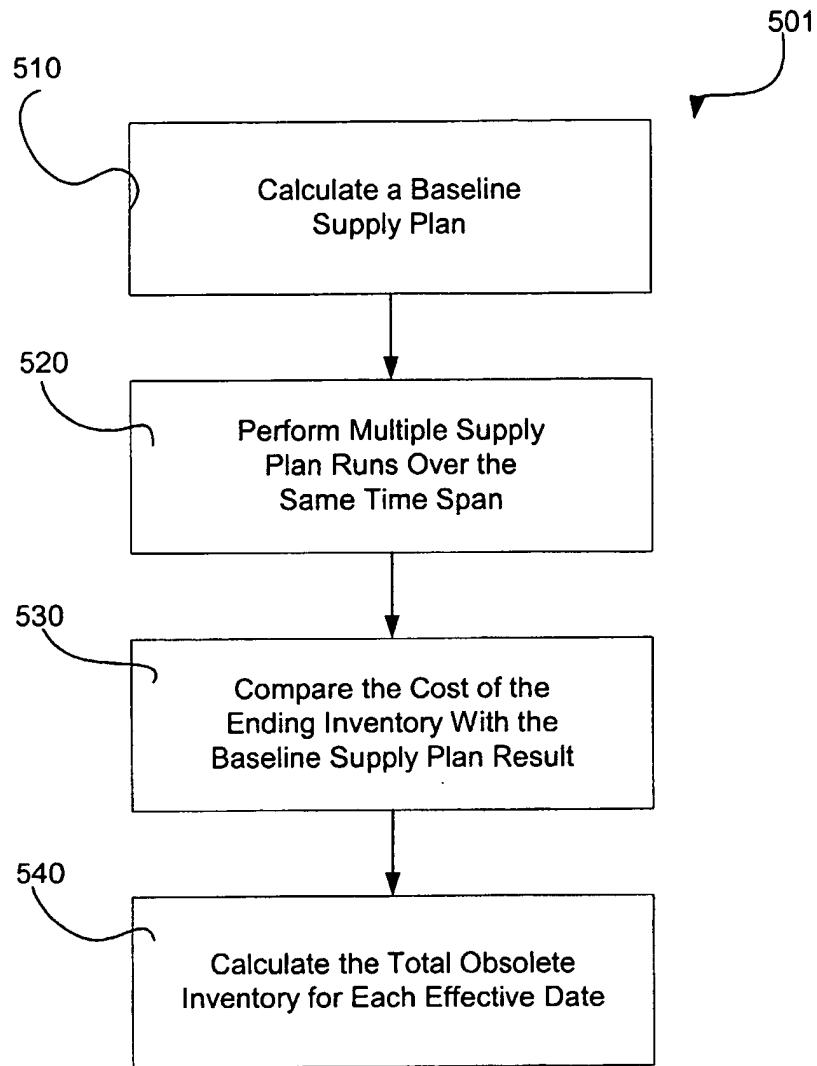 501
510
Calculate a Baseline
Supply Plan
520
Perform Multiple Supply
Plan Runs Over the
Same Time Span
530
Compare the Cost of the
Ending Inventory With the
Baseline Supply Plan Result
540
Calculate the Total Obsolete
Inventory for Each Effective Date